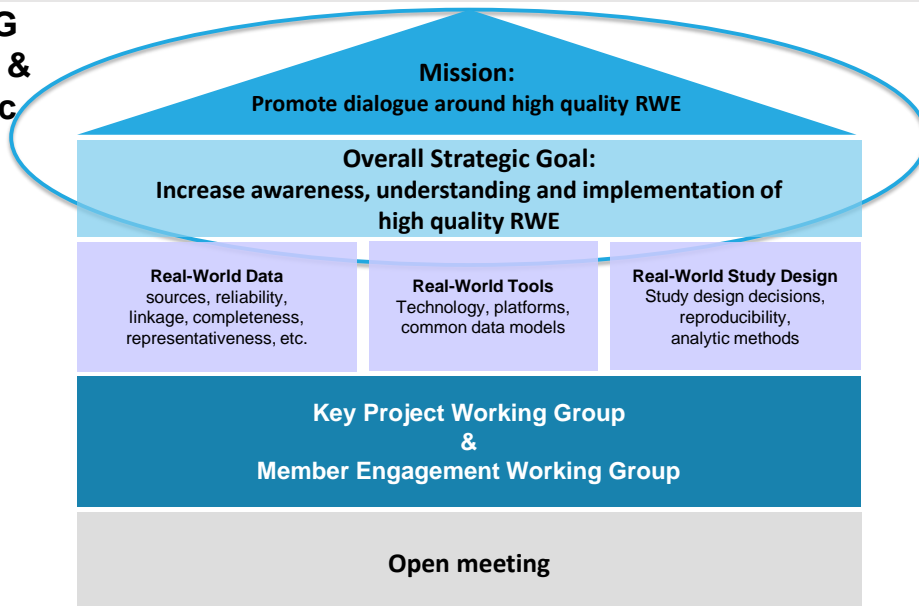 G
&
c
Mission:
Promote dialogue around high quality RWE
Overall Strategic Goal:
Increase awareness, understanding and implementation of
high quality RWE
Real-World Data
sources, reliability,
linkage, completeness,
representativeness, etc.
Real-World Tools
Technology, platforms,
common data models
Real-World Study Design
Study design decisions,
reproducibility,
analytic methods
Key Project Working Group
&
Member Engagement Working Group
Open meeting